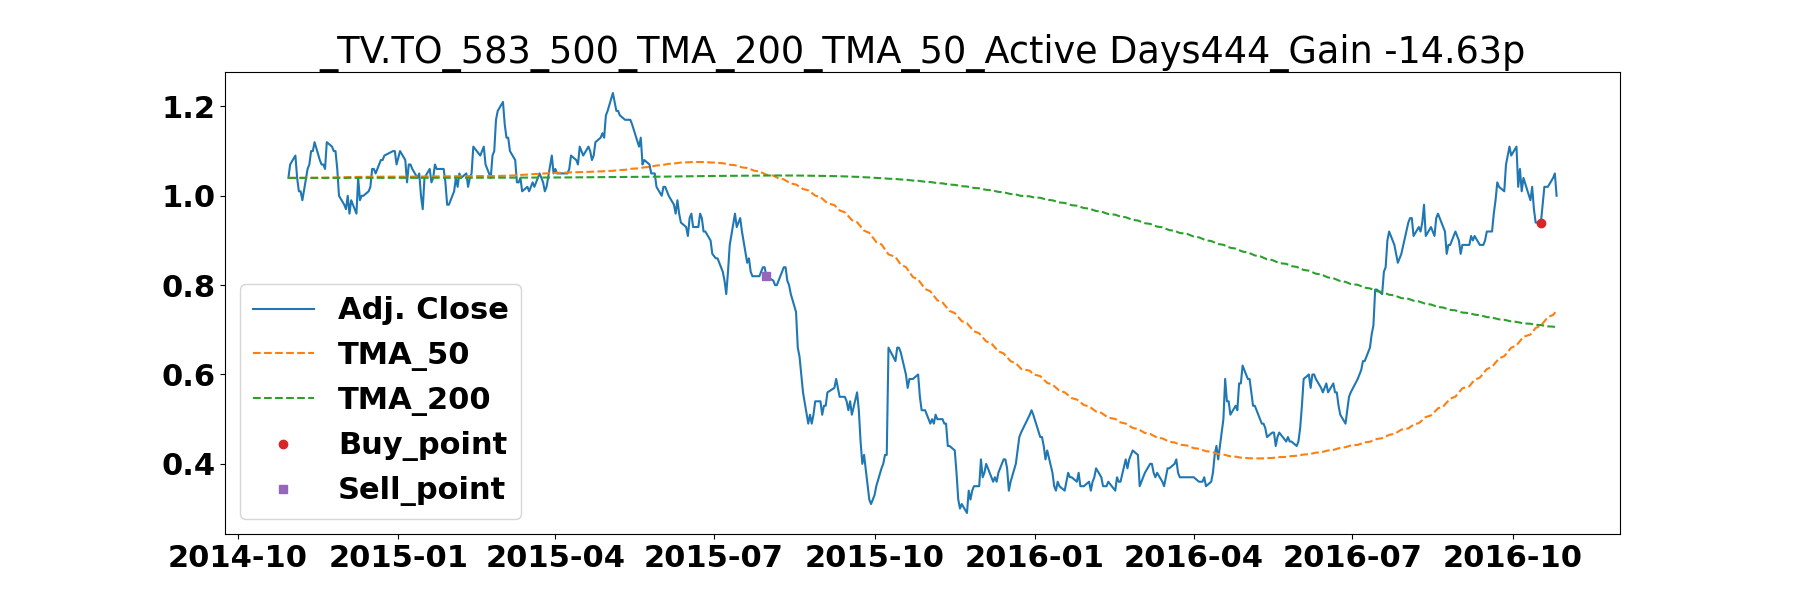 _TV.TO_583_500_TMA_200_TMA_50_Active Days444_Gain -14.63p
1.2
1.0
0.8
0.6
0.4
Adj. Close
TMA_50
TMA_200
Buy_point
Sell_point
2014-10 2015-01 2015-04 2015-07 2015-10 2016-01 2016-04 2016-07 2016-10